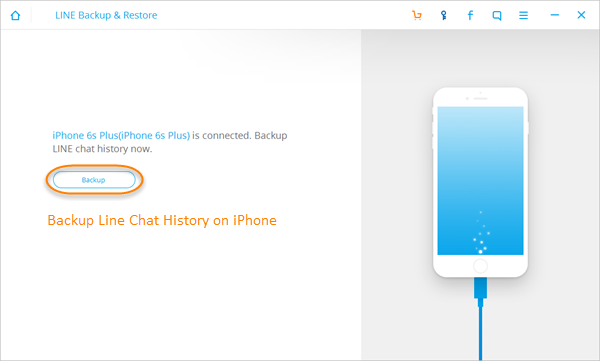 LINE Backup & Restore
iPhone 6s Plus(iPhone 6s Plus) is connected. Backup
LINE chat history now.
Backup
Backup Line Chat History on iPhone